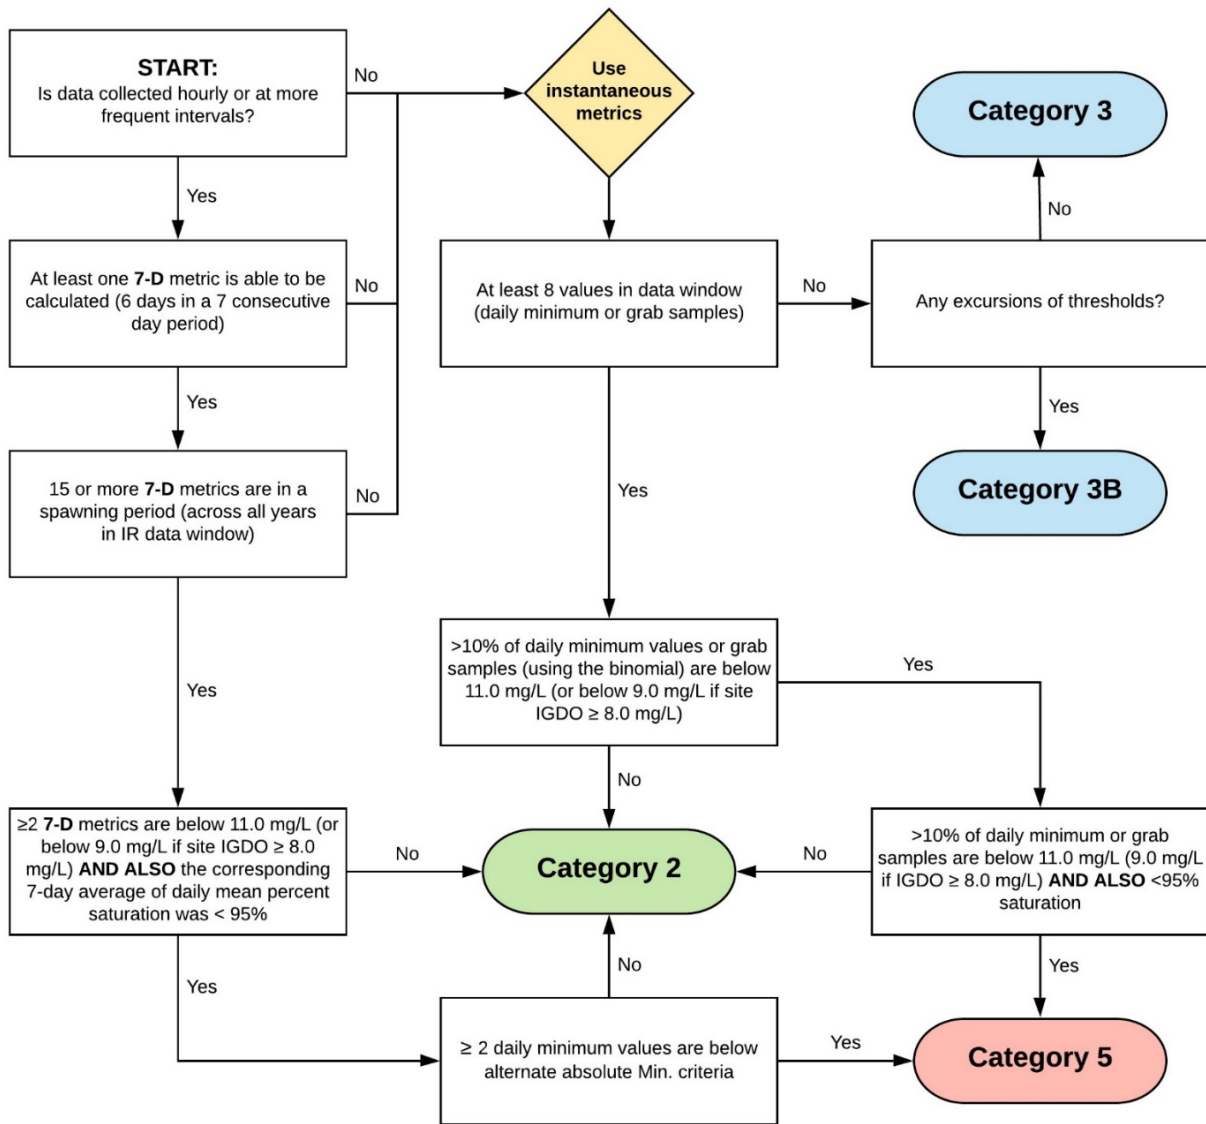 START:
Is data collected hourly or at more
frequent intervals?
No
Yes
Use
instantaneous
metrics
Category 3
No
At least one 7-D metric is able to be
calculated (6 days in a 7 consecutive
day period)
No
Yes
At least 8 values in data window
(daily minimum or grab samples)
No
Any excursions of thresholds?
Yes
Category 3B
15 or more 7-D metrics are in a
spawning period (across all years
in IR data window)
No
Yes
Yes
>10% of daily minimum values or grab
samples (using the binomial) are below
11.0 mg/L (or below 9.0 mg/L if site
IGDO ≥ 8.0 mg/L)
Yes
No
≥2 7-D metrics are below 11.0 mg/L (or
below 9.0 mg/L if site IGDO ≥ 8.0
mg/L) AND ALSO the corresponding
7-day average of daily mean percent
saturation was < 95%
No
Yes
Category 2
No
>10% of daily minimum or grab
samples are below 11.0 mg/L (9.0 mg/L
if IGDO ≥ 8.0 mg/L) AND ALSO <95%
saturation
Yes
No
≥ 2 daily minimum values are below
alternate absolute Min. criteria
Yes
Category 5